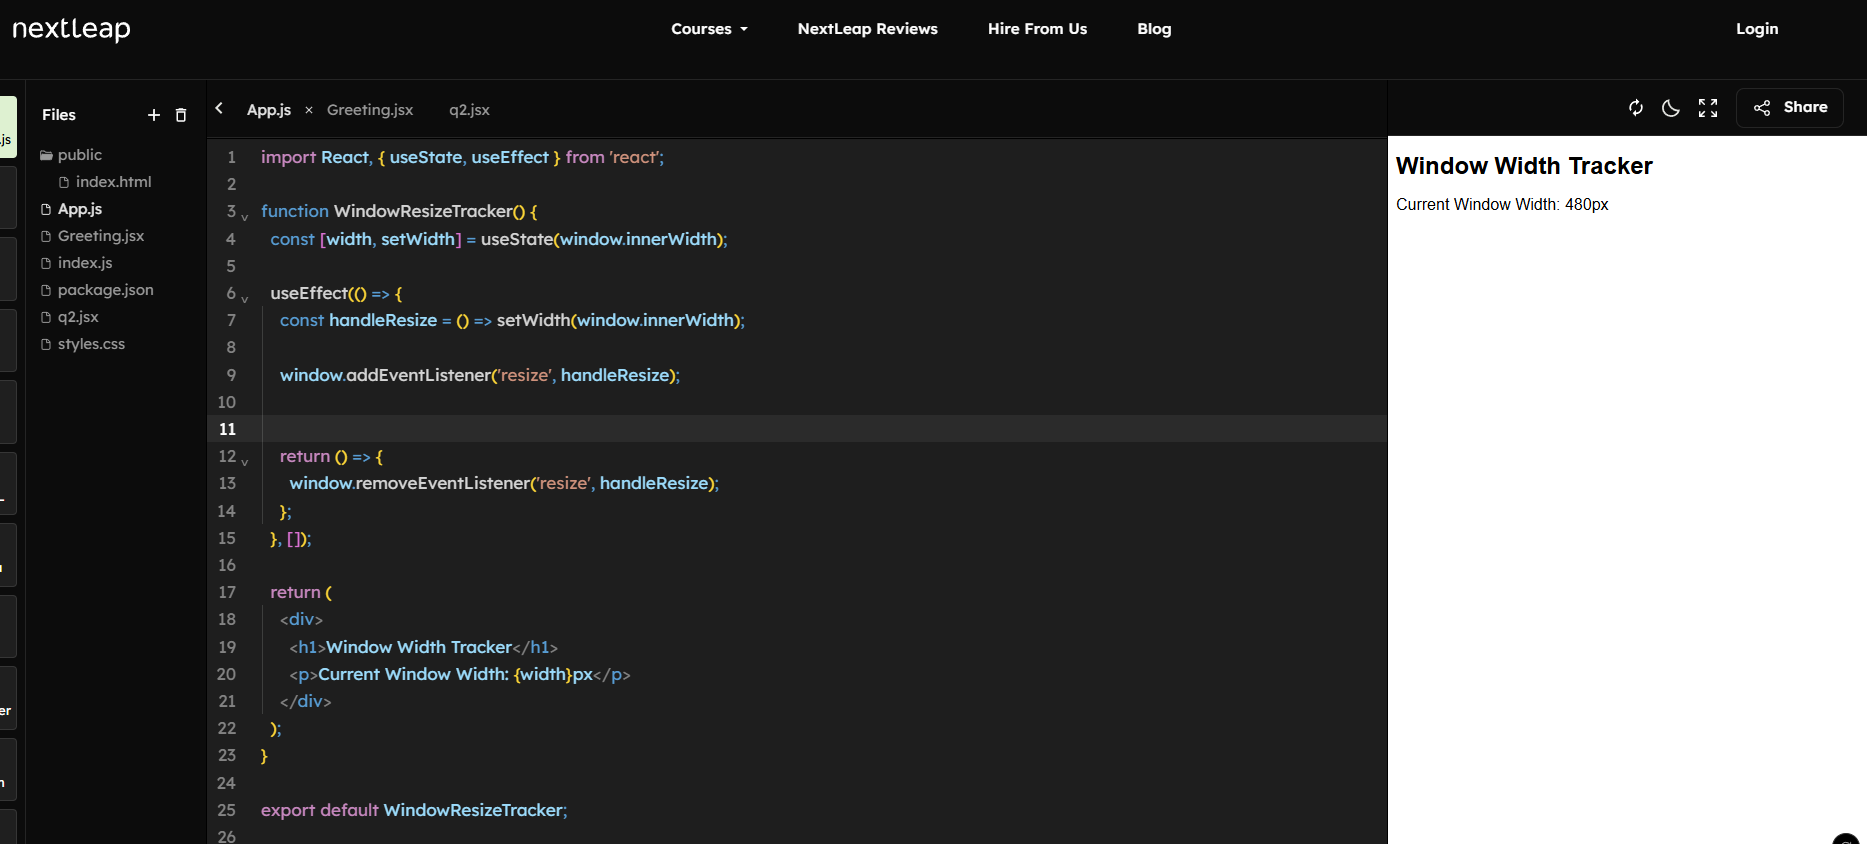 nextleap
Courses
NextLeap Reviews
Hire From Us
Blog
Login
.js
er
Files
public
index.html
App.js
Greeting.jsx
index.js
package.json
q2.jsx
styles.css
App.js ×
Greeting.jsx
q2.jsx
Share
1 import React, { useState, useEffect } from 'react';
2
3 function WindowResizeTracker() {
4 const [width, setWidth] = useState(window.innerWidth);
5
6 useEffect(() => {
7 const handleResize = () => setWidth(window.innerWidth);
8
9 window.addEventListener('resize', handleResize);
10
11
12 return () => {
13 window.removeEventListener('resize', handleResize);
14 };
15 }, []);
16
17 return (
18 <div>
19 <h1>Window Width Tracker</h1>
20 <p>Current Window Width: {width}px</p>
21 </div>
22 );
23 }
24
25 export default WindowResizeTracker;
26
Window Width Tracker
Current Window Width: 480px